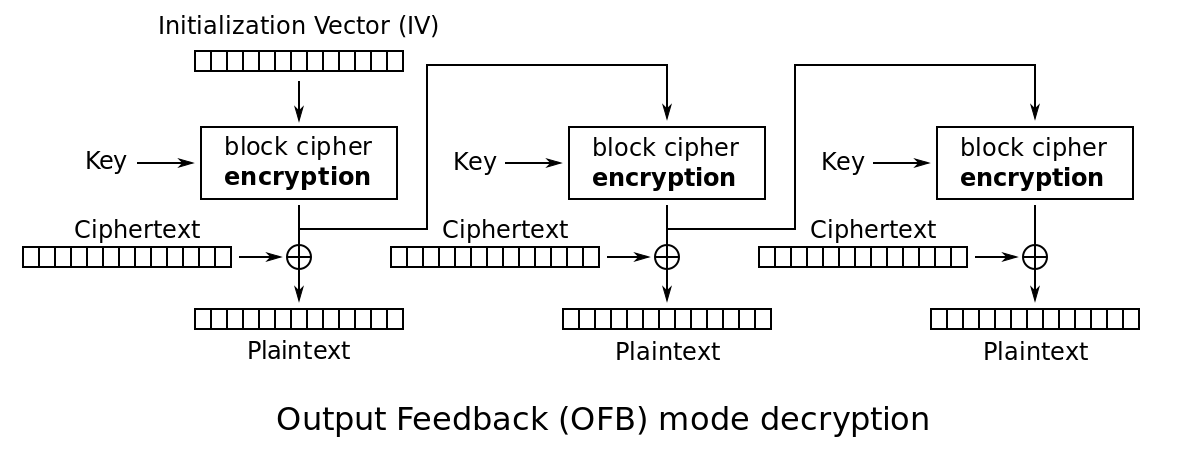 Initialization Vector (IV)
Key
block cipher
encryption
Key
block cipher
encryption
Key
block cipher
encryption
Ciphertext
Ciphertext
Ciphertext
Plaintext
Plaintext
Plaintext
Output Feedback (OFB) mode decryption